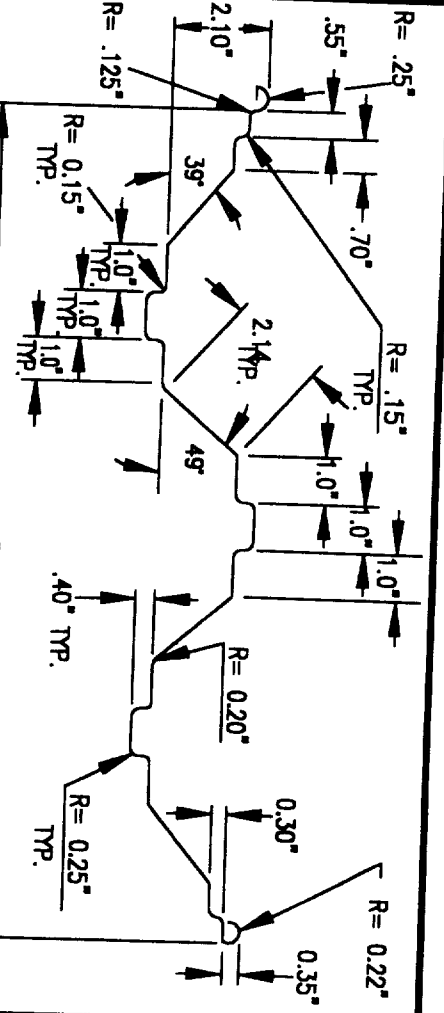 R= .25"
.55"
2.10"
R= .125"
.70"
R= .15"
TYP.
39°
R= 0.15"
TYP.
1.0"
TYP.
1.0"
TYP.
1.0"
TYP.
2.14
TYP.
49°
1.0"
1.0"
1.0"
.40" TYP.
R= 0.20"
R= 0.25"
TYP.
0.30"
R= 0.22"
0.35"